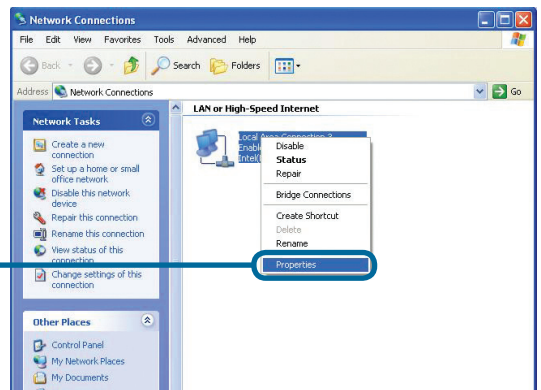 Network Connections
File Edit View Favorites Tools Advanced Help
Back Search Folders
Address Network Connections Go
Network Tasks
Create a new
connection
Set up a home or small
office network
Disable this network
device
Repair this connection
Rename this connection
View status of this
connection
Change settings of this
connection
Other Places
Control Panel
My Network Places
My Documents
LAN or High-Speed Internet
Local Area Connection 3
Disable
Status
Repair
Bridge Connections
Create Shortcut
Delete
Rename
Properties